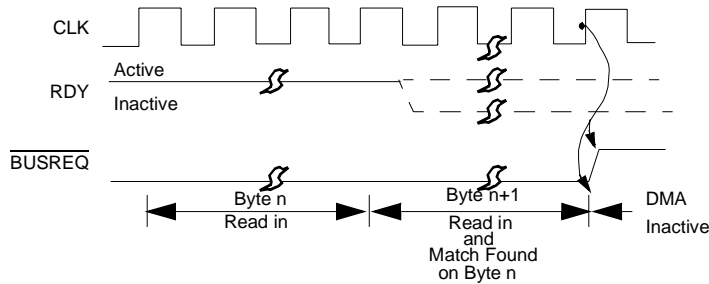 CLK
Active
RDY
Inactive
BUSREQ
Byte n
Read in
Byte n+1
Read in
and
Match Found
on Byte n
DMA
Inactive